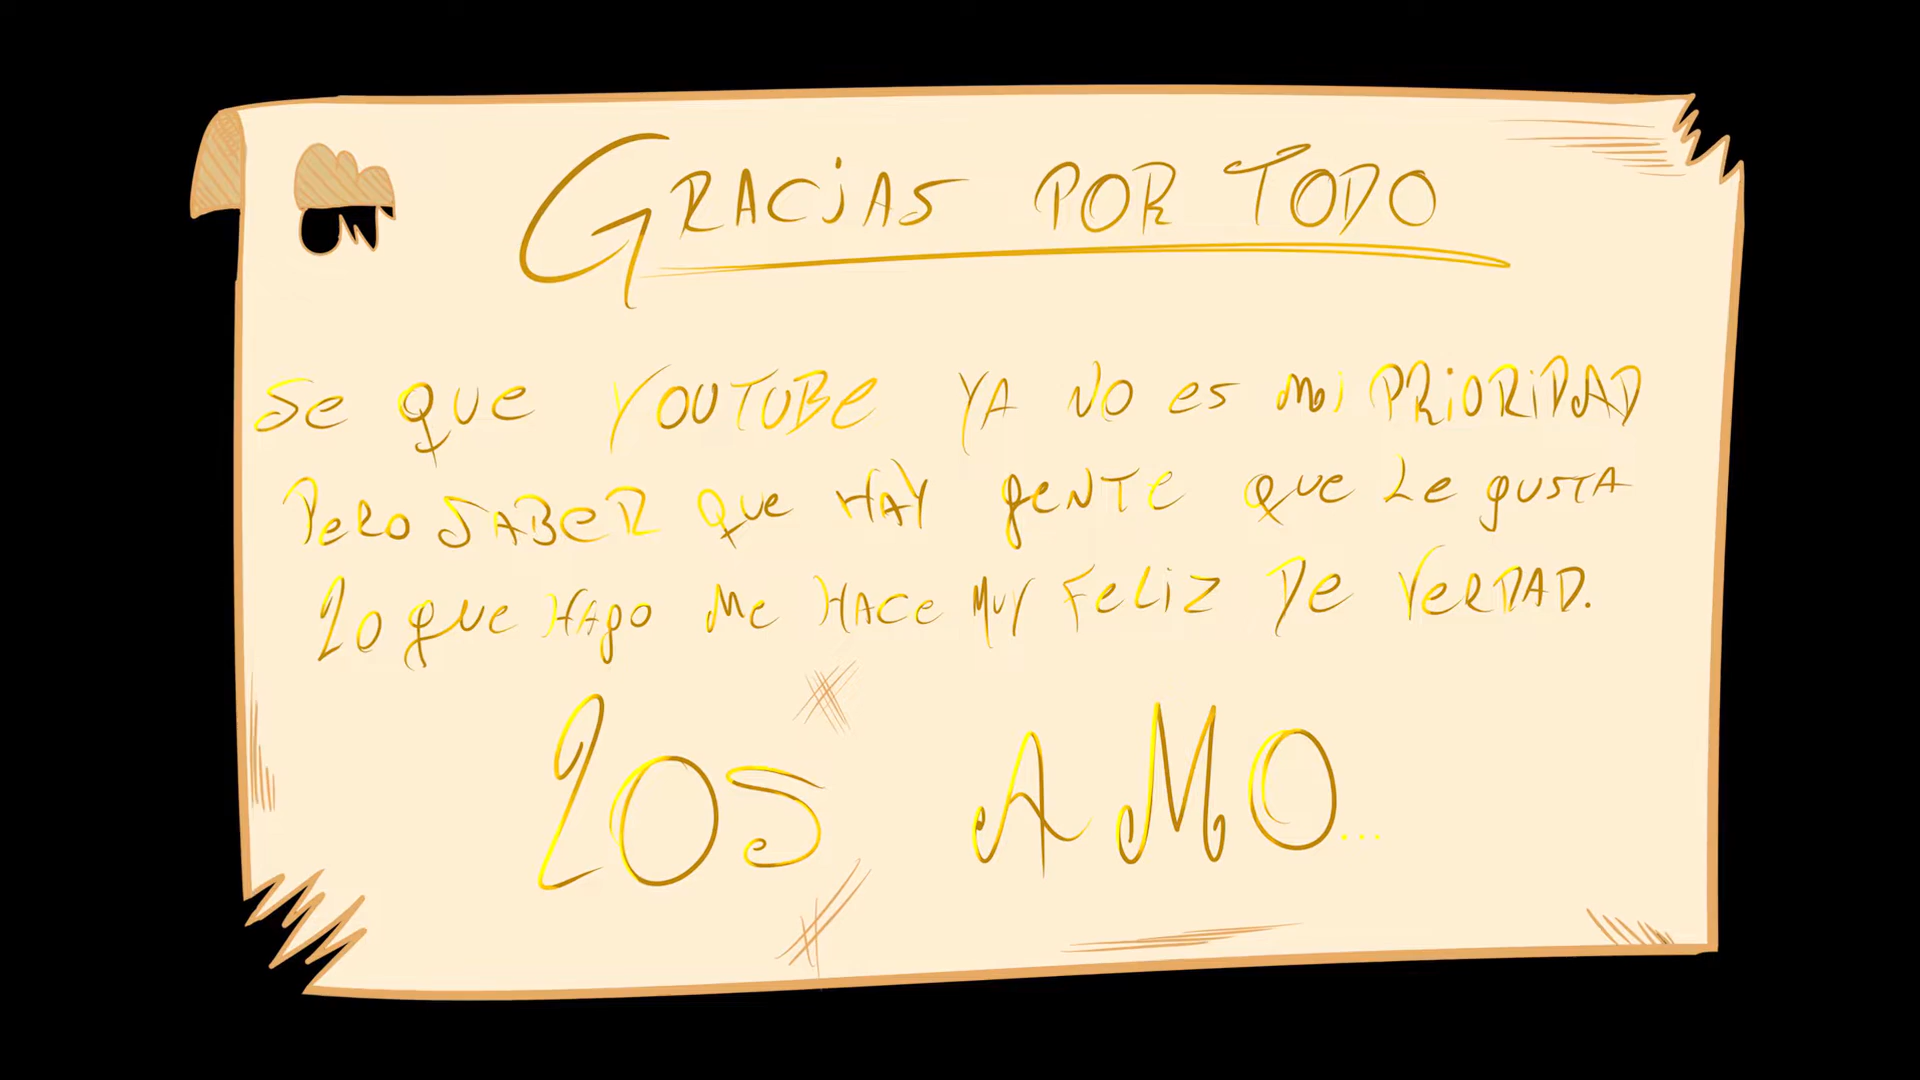 GRACiAS POR TODO
Se que YOUTUBE YA NO es mi PRiORiDAD
Pero SABER que HAY gente que Le gusta
Lo que HAgo Me HACe MUY FeLiz De VerDAD.
LOS AMO...